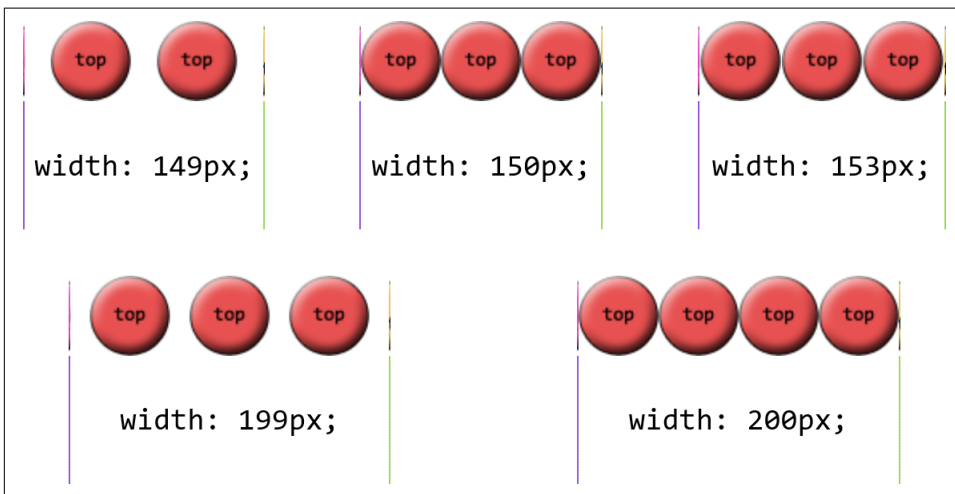 top top top top top top top top
width: 149px; width: 150px; width: 153px;
top top top top top top top
width: 199px; width: 200px;